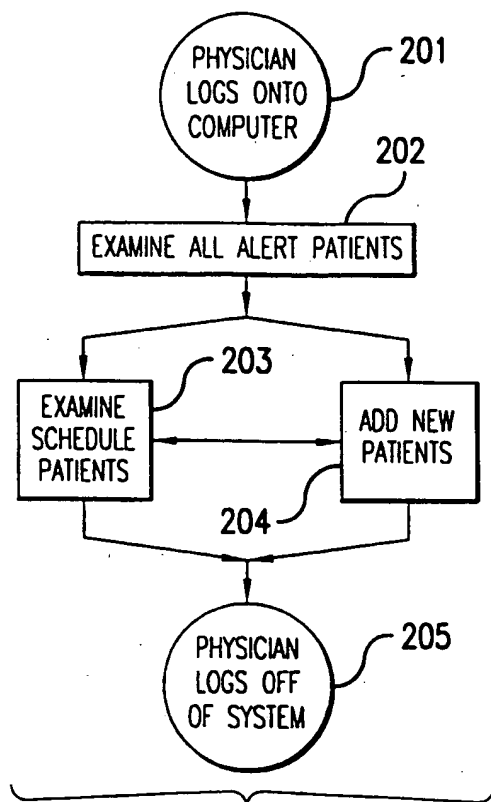 PHYSICIAN
LOGS ONTO
COMPUTER
201
202
EXAMINE ALL ALERT PATIENTS
203
EXAMINE
SCHEDULE
PATIENTS
ADD NEW
PATIENTS
204
PHYSICIAN
LOGS OFF
OF SYSTEM
205